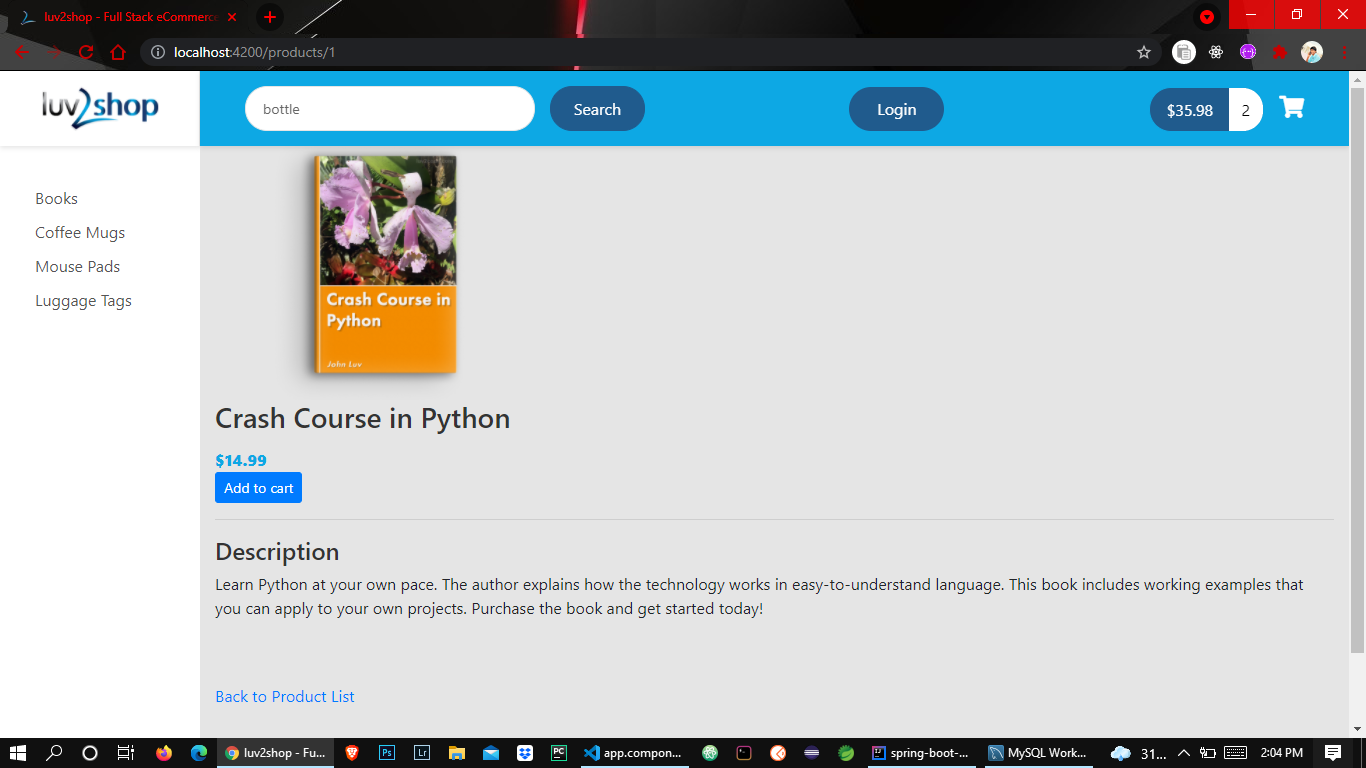 luv2shop - Full Stack eCommerce
localhost:4200/products/1
luv2shop
bottle
Search
Login
$35.98
2
Books
Coffee Mugs
Mouse Pads
Luggage Tags
Crash Course in
Python
John Luv
Crash Course in Python
$14.99
Add to cart
Description
Learn Python at your own pace. The author explains how the technology works in easy-to-understand language. This book includes working examples that
you can apply to your own projects. Purchase the book and get started today!
Back to Product List
luv2shop - Fu...
Ps
Lr
PC
app.compon...
IJ
spring-boot-...
MySQL Work...
31...
2:04 PM